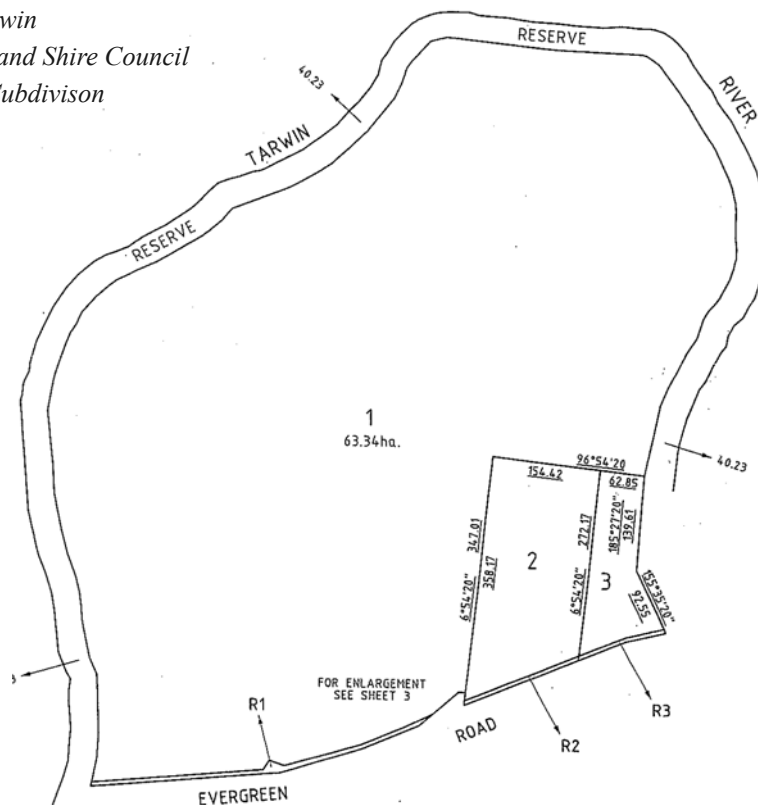 win
and Shire Council
Subdivison
RESERVE
RIVER
40.23
TARWIN
RESERVE
1
63.34ha.
96°54'20
154.42
62.85
40.23
347.01
358.17
6°54'20"
272.17
6°54'20"
185°27'20"
139.61
2
3
155°35'20"
92.55
FOR ENLARGEMENT
SEE SHEET 3
R1
R3
R2
ROAD
EVERGREEN